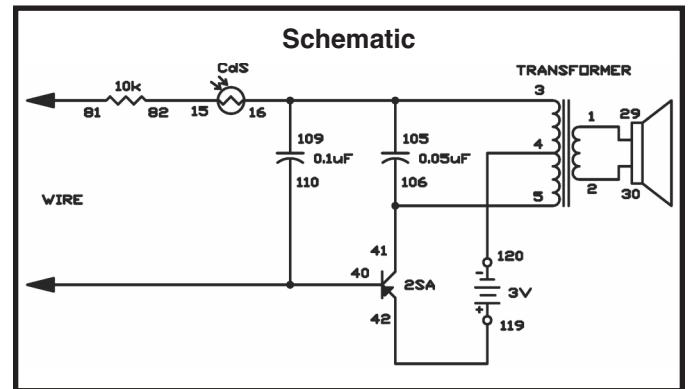 Schematic
CdS
TRANSFORMER
10k
81 82 15 16
3
1 29
109 105
4
0.1uF 0.05uF
110 106
5 2 30
WIRE
41
120
40 2SA
-
3V
+
42 119